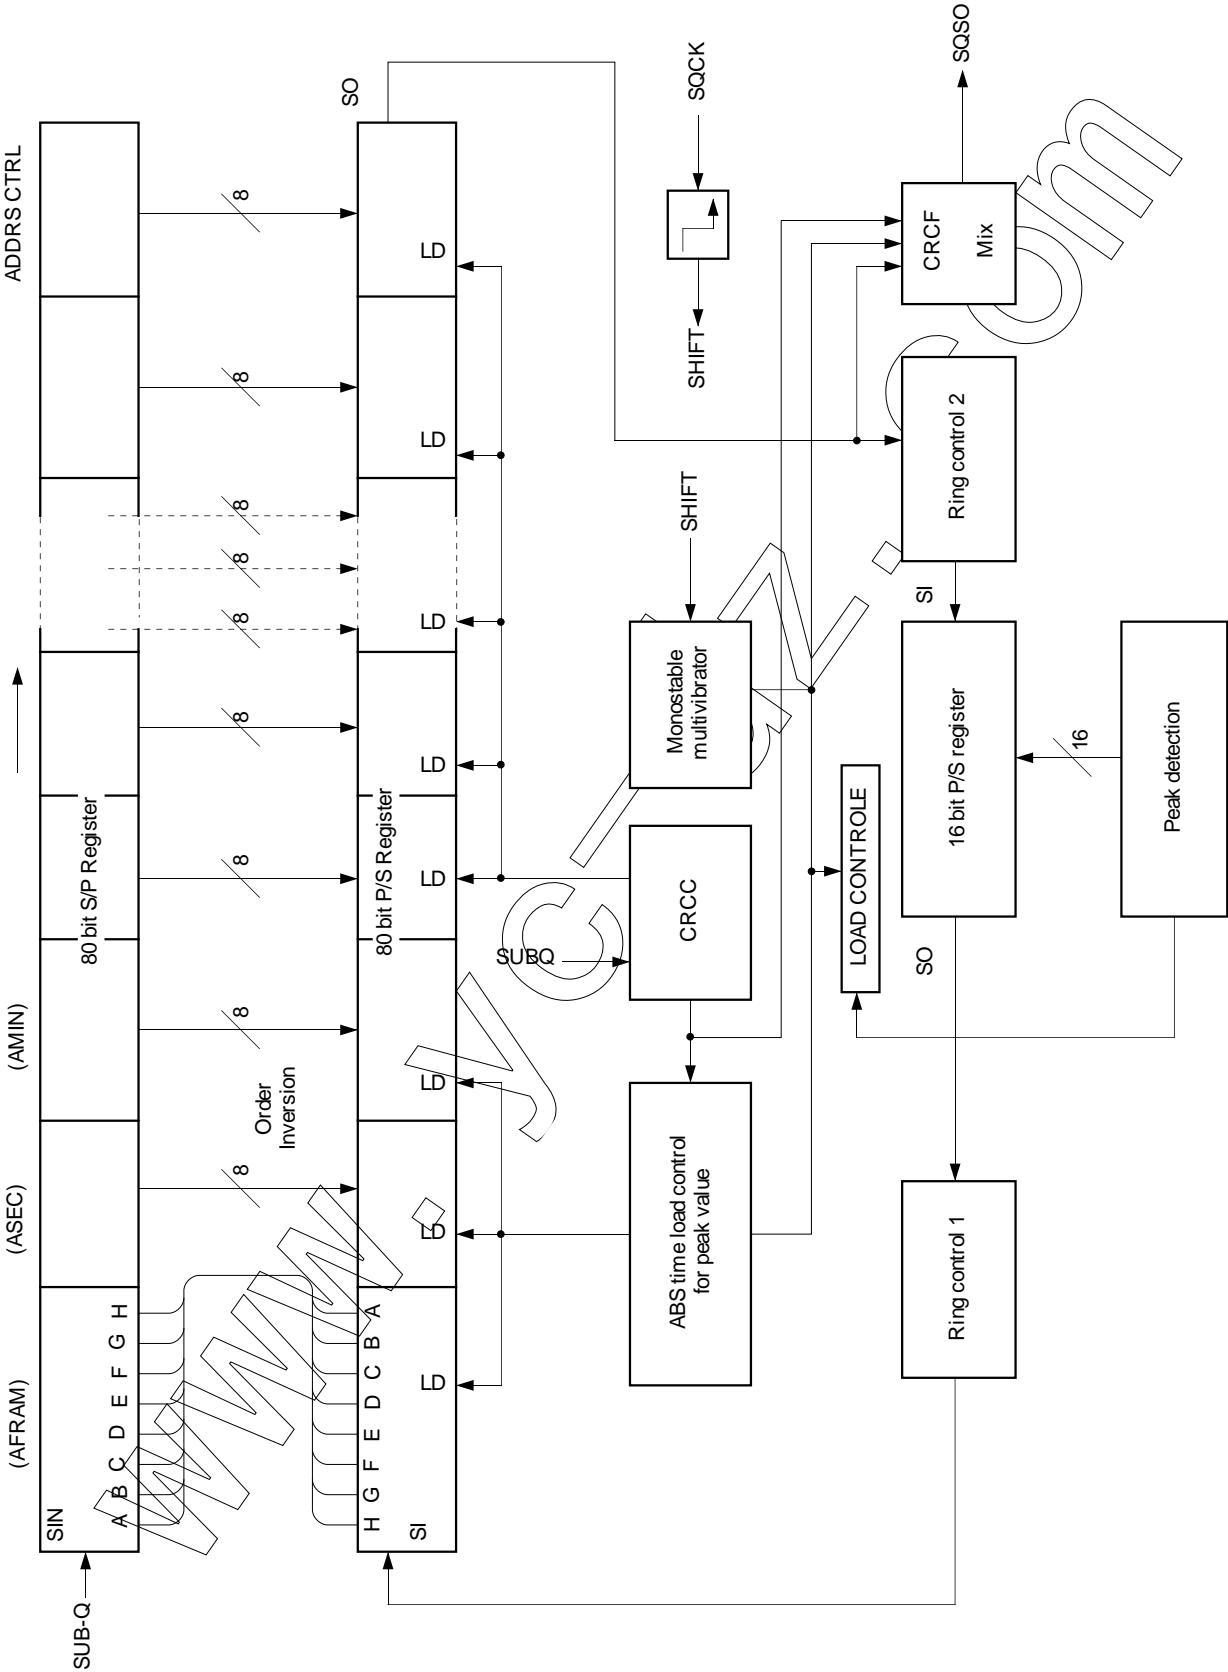 (AFRAM)
(ASEC)
(AMIN)
ADDRS CTRL
SUB-Q
SIN
A B C D E F G H
80 bit S/P Register
8
8
8
8
8
8
8
8
8
Order
Inversion
H G F E D C B A
SI
80 bit P/S Register
SO
LD
LD
LD
LD
LD
LD
LD
LD
SUBQ
ABS time load control
for peak value
CRCC
Monostable
multivibrator
SHIFT
SHIFT
SQCK
LOAD CONTROLE
Ring control 1
SO
16 bit P/S register
SI
Ring control 2
CRCF
Mix
SQSO
16
Peak detection